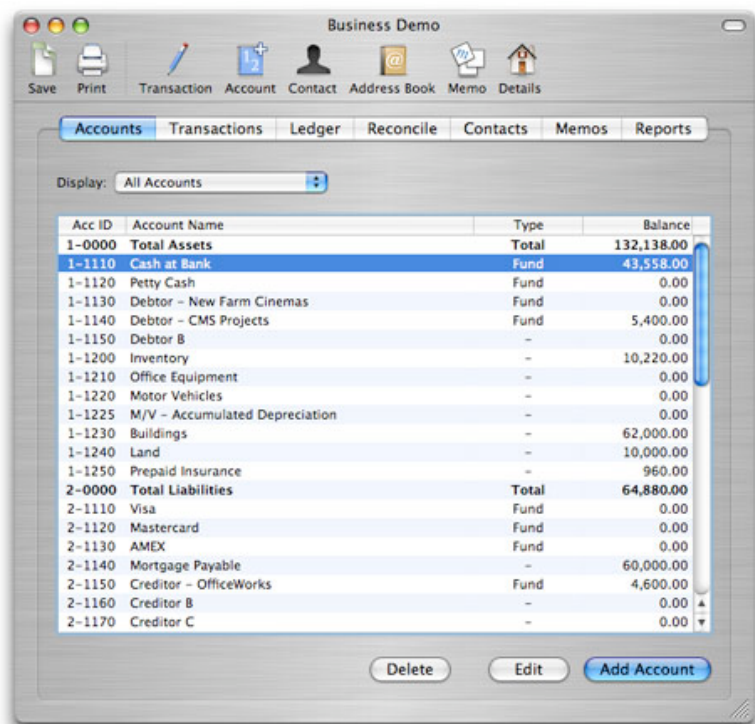 Business Demo
Save Print Transaction Account Contact Address Book Memo Details
Accounts Transactions Ledger Reconcile Contacts Memos Reports
Display: All Accounts
Acc ID Account Name Type Balance
1-0000 Total Assets Total 132,138.00
1-1110 Cash at Bank Fund 43,558.00
1-1120 Petty Cash Fund 0.00
1-1130 Debtor - New Farm Cinemas Fund 0.00
1-1140 Debtor - CMS Projects Fund 5,400.00
1-1150 Debtor B - 0.00
1-1200 Inventory - 10,220.00
1-1210 Office Equipment - 0.00
1-1220 Motor Vehicles - 0.00
1-1225 M/V - Accumulated Depreciation - 0.00
1-1230 Buildings - 62,000.00
1-1240 Land - 10,000.00
1-1250 Prepaid Insurance - 960.00
2-0000 Total Liabilities Total 64,880.00
2-1110 Visa Fund 0.00
2-1120 Mastercard Fund 0.00
2-1130 AMEX Fund 0.00
2-1140 Mortgage Payable - 60,000.00
2-1150 Creditor - OfficeWorks Fund 4,600.00
2-1160 Creditor B - 0.00
2-1170 Creditor C - 0.00
Delete Edit Add Account